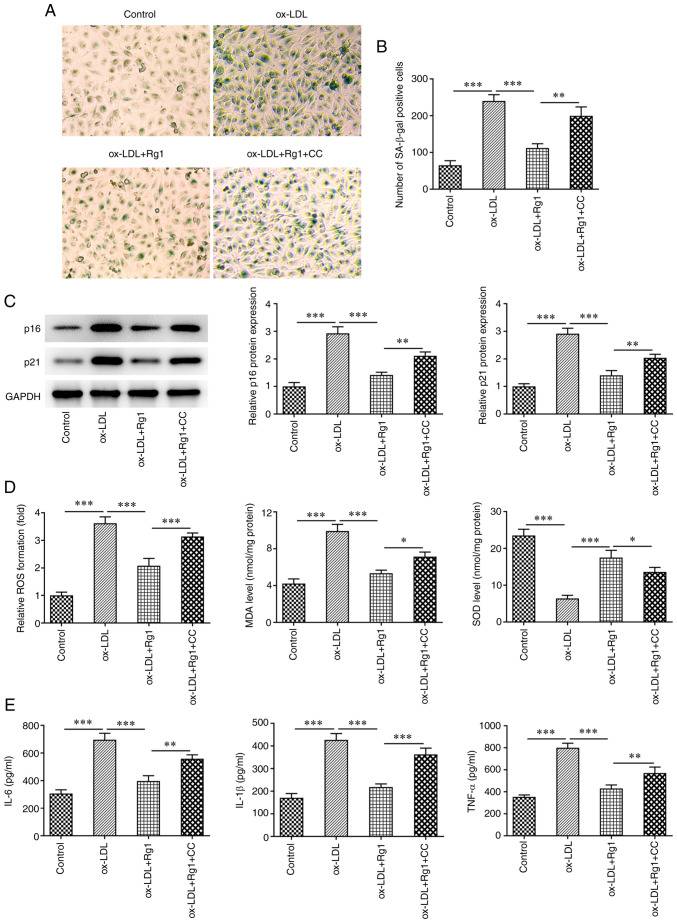 A
Control
ox-LDL
ox-LDL+Rg1
ox-LDL+Rg1+CC
B
Number of SA-β-gal positive cells
300
200
100
0
***
***
**
Control
ox-LDL
ox-LDL+Rg1
ox-LDL+Rg1+CC
C
p16
p21
GAPDH
Control
ox-LDL
ox-LDL+Rg1
ox-LDL+Rg1+CC
Relative p16 protein expression
4
3
2
1
0
***
***
**
Control
ox-LDL
ox-LDL+Rg1
ox-LDL+Rg1+CC
Relative p21 protein expression
4
3
2
1
0
***
***
**
Control
ox-LDL
ox-LDL+Rg1
ox-LDL+Rg1+CC
D
Relative ROS formation (fold)
4
3
2
1
0
***
***
***
Control
ox-LDL
ox-LDL+Rg1
ox-LDL+Rg1+CC
MDA level (nmol/mg protein)
12
9
6
3
0
***
***
*
Control
ox-LDL
ox-LDL+Rg1
ox-LDL+Rg1+CC
SOD level (nmol/mg protein)
30
20
10
0
***
***
*
Control
ox-LDL
ox-LDL+Rg1
ox-LDL+Rg1+CC
E
IL-6 (pg/ml)
800
600
400
200
0
***
***
**
Control
ox-LDL
ox-LDL+Rg1
ox-LDL+Rg1+CC
IL-1β (pg/ml)
500
400
300
200
100
0
***
***
***
Control
ox-LDL
ox-LDL+Rg1
ox-LDL+Rg1+CC
TNF-α (pg/ml)
1000
800
600
400
200
0
***
***
**
Control
ox-LDL
ox-LDL+Rg1
ox-LDL+Rg1+CC